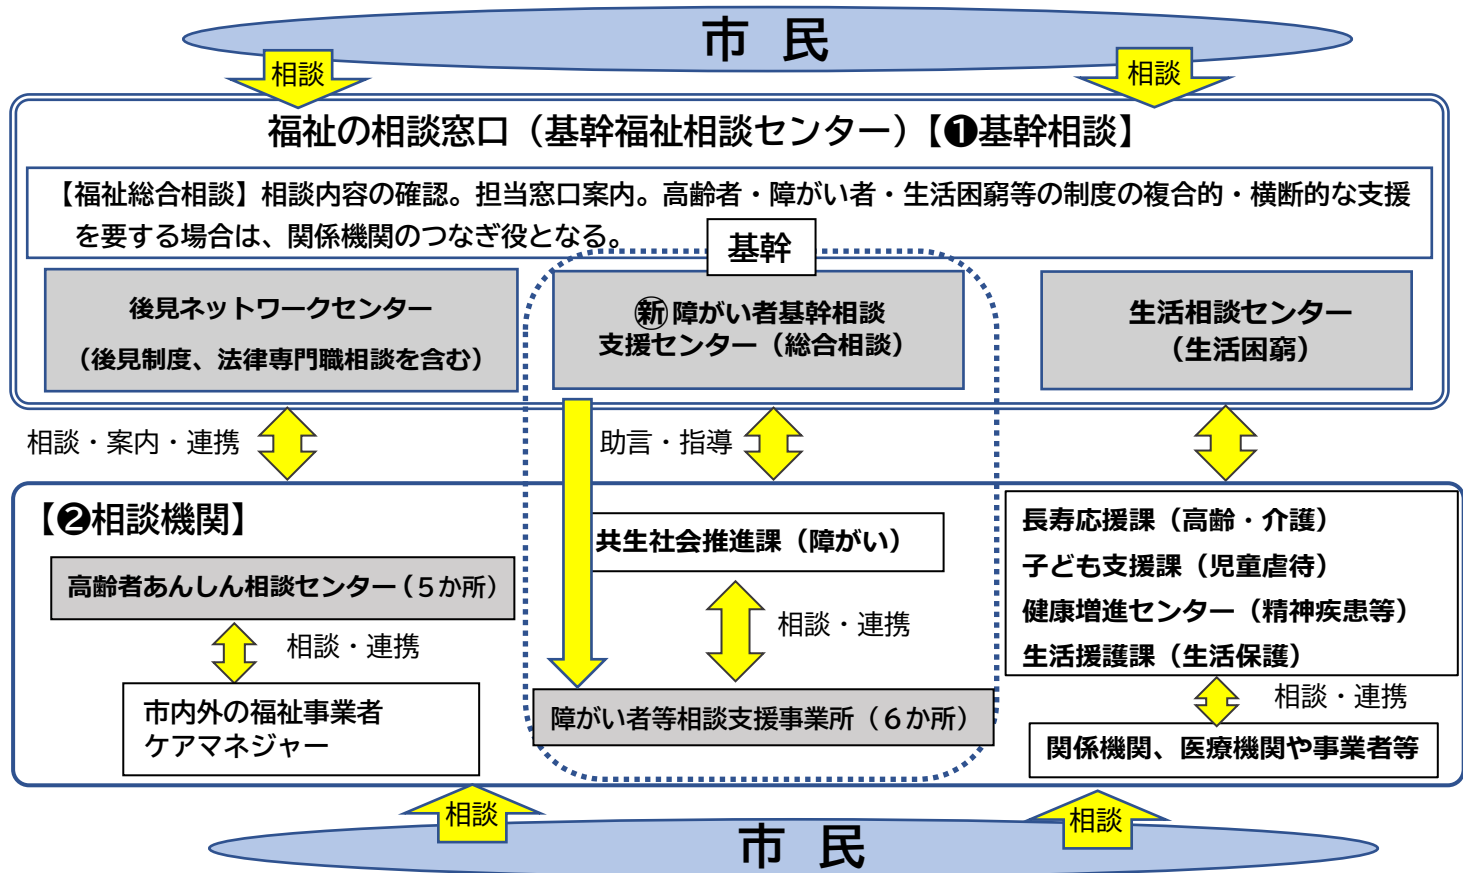 市 民
相談
相談
福祉の相談窓口（基幹福祉相談センター）【❶基幹相談】
【福祉総合相談】相談内容の確認。担当窓口案内。高齢者・障がい者・生活困窮等の制度の複合的・横断的な支援
を要する場合は、関係機関のつなぎ役となる。
基幹
後見ネットワークセンター
（後見制度、法律専門職相談を含む）
㊟障がい者基幹相談
支援センター（総合相談）
生活相談センター
（生活困窮）
相談・案内・連携
助言・指導
【❷相談機関】
高齢者あんしん相談センター（５か所）
相談・連携
市内外の福祉事業者
ケアマネジャー
共生社会推進課（障がい）
相談・連携
障がい者等相談支援事業所（６か所）
長寿応援課（高齢・介護）
子ども支援課（児童虐待）
健康増進センター（精神疾患等）
生活援護課（生活保護）
相談・連携
関係機関、医療機関や事業者等
相談
相談
市 民